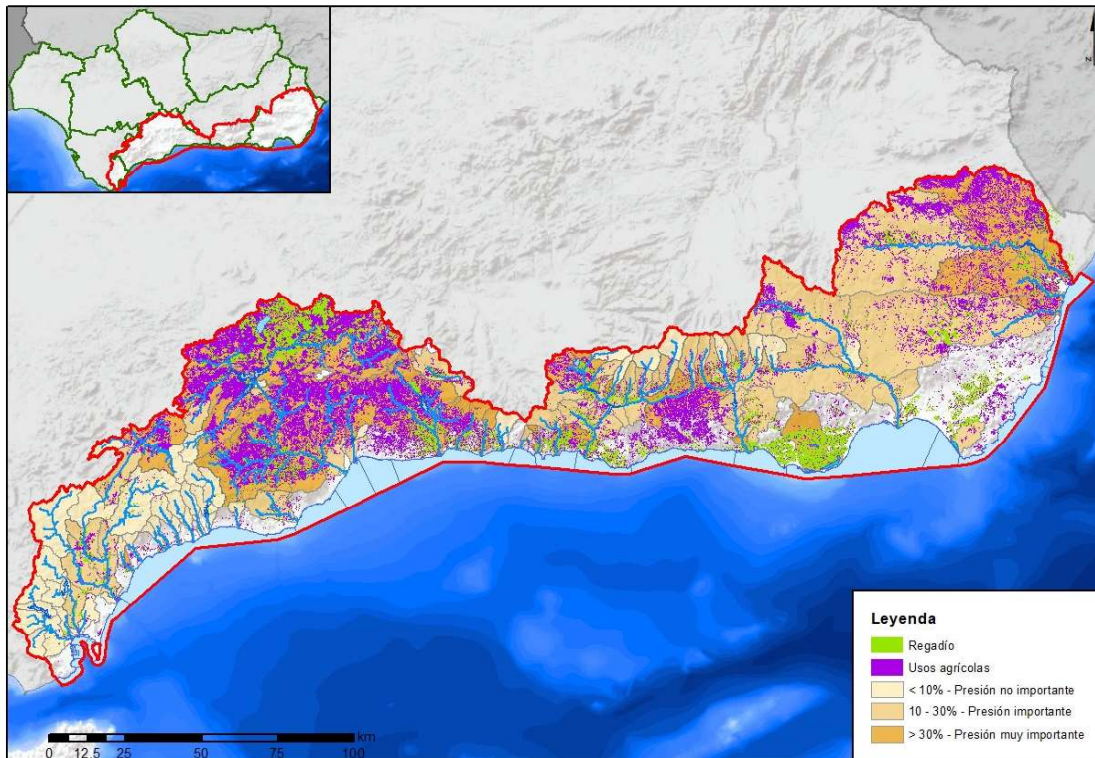 N
Leyenda
Regadío
Usos agrícolas
< 10% - Presión no importante
10 - 30% - Presión importante
> 30% - Presión muy importante
km
0 12.5 25 50 75 100